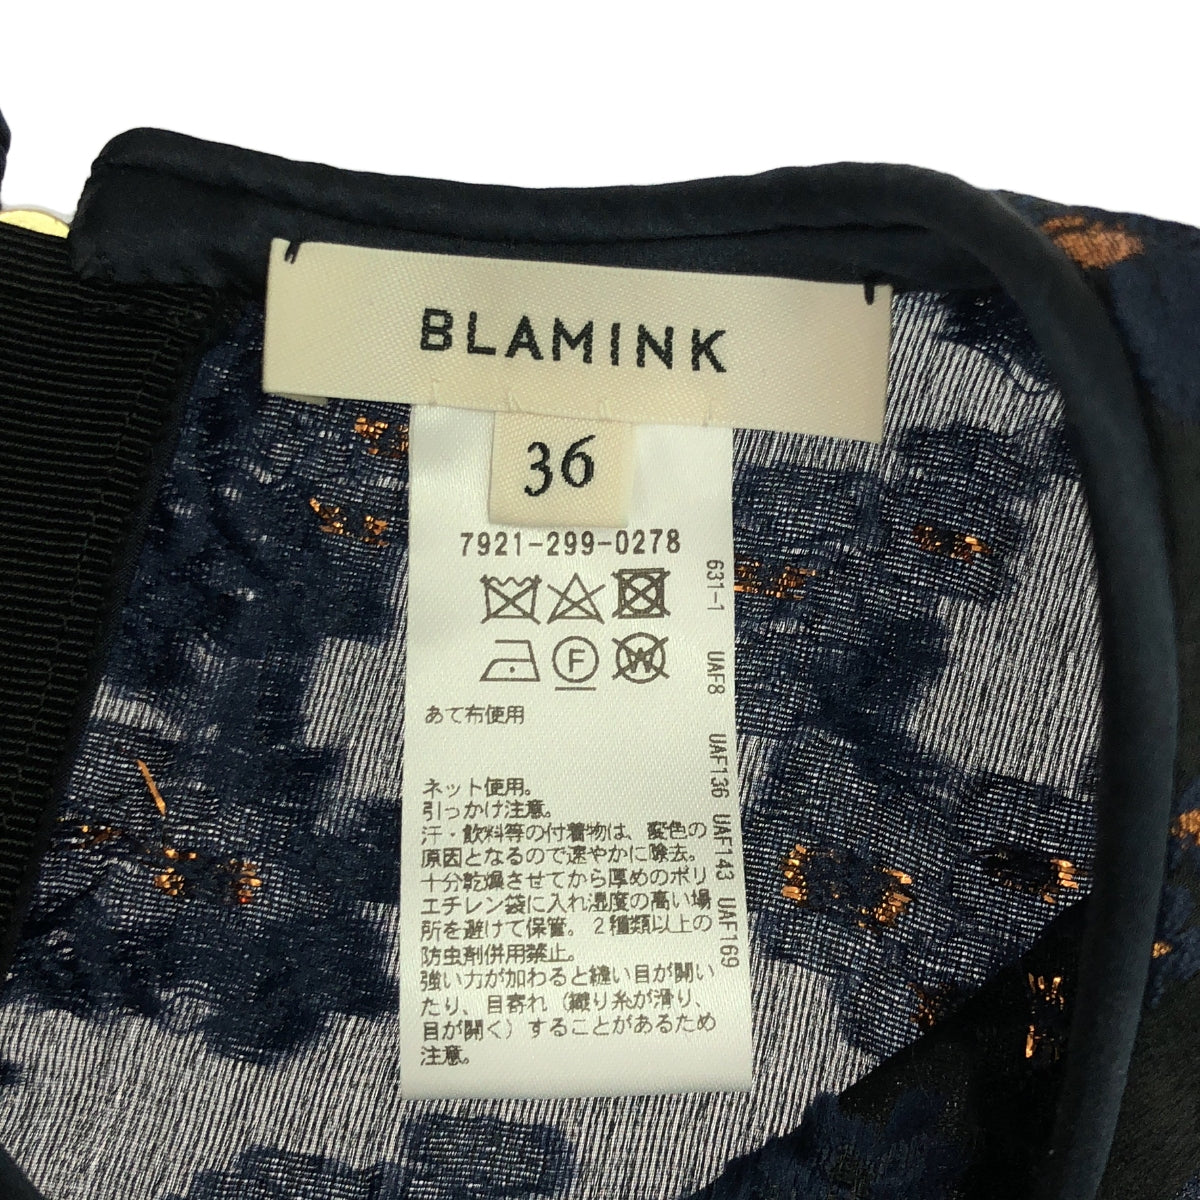 BLAMINK
36
7921-299-0278
F
W
あて布使用
ネット使用。
引っかけ注意。
汗・飲料等の付着物は、変色の
原因となるので速やかに除去。
十分乾燥させてから厚めのポリ
エチレン袋に入れ湿度の高い場
所を避けて保管。2種類以上の
防虫剤併用禁止。
強い力が加わると縫い目が開い
たり、目寄れ(織り糸が滑り、
目が開く)することがあるため
注意。
631-1 UAF8 UAF136 UAF143 UAF169